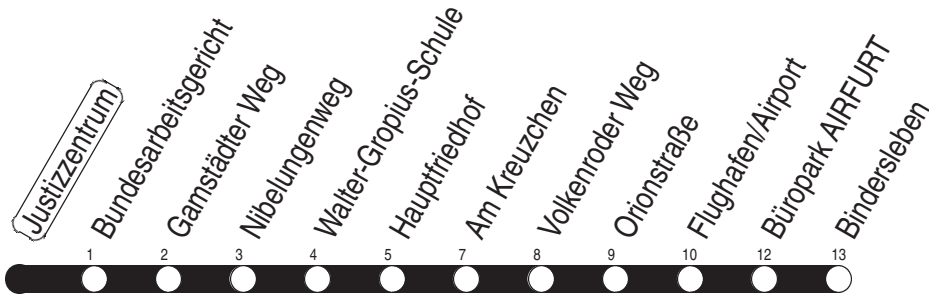 Justizzentrum
Bundesarbeitsgericht
Gamstädter Weg
Nibelungenweg
Walter-Gropius-Schule
Hauptfriedhof
Am Kreuzchen
Volkenroder Weg
Orionstraße
Flughafen/Airport
Büropark AIRFURT
Bindersleben
1 2 3 4 5 7 8 9 10 12 13